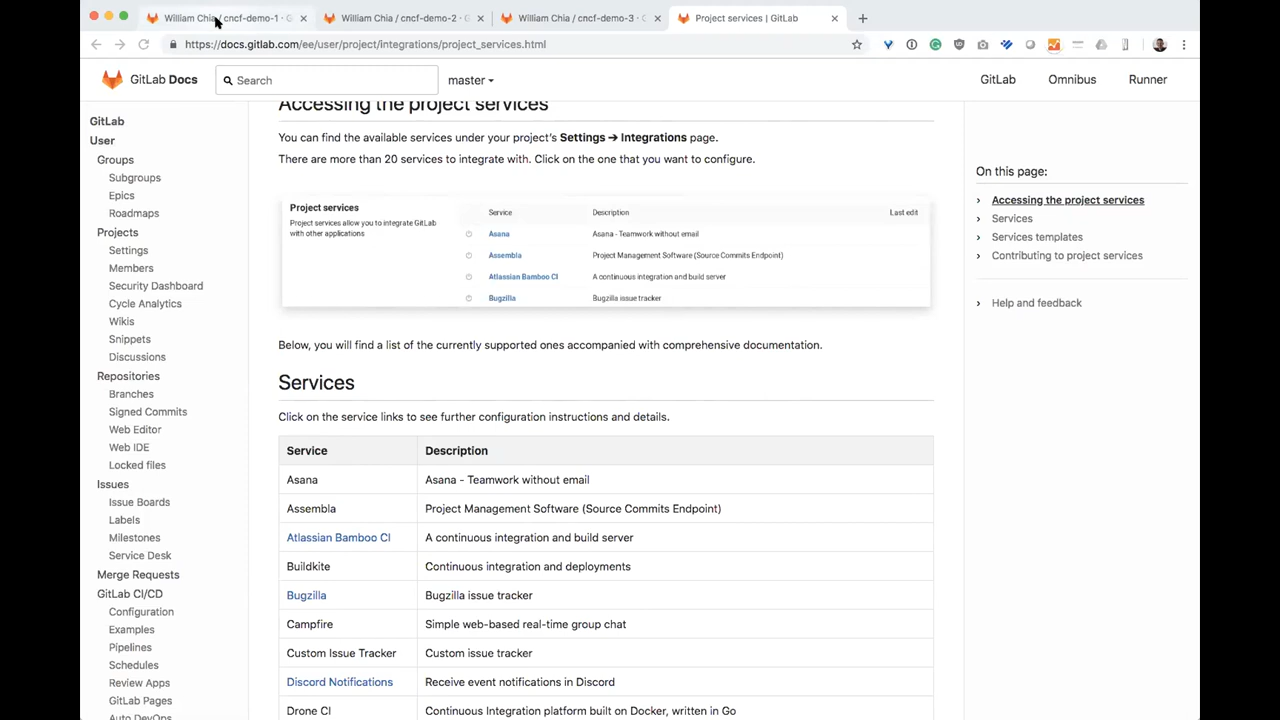 William Chia / cncf-demo-1 · G
William Chia / cncf-demo-2 · G
William Chia / cncf-demo-3 · G
Project services | GitLab
https://docs.gitlab.com/ee/user/project/integrations/project_services.html
GitLab Docs
Search
master
GitLab
Omnibus
Runner
GitLab
User
Groups
Subgroups
Epics
Roadmaps
Projects
Settings
Members
Security Dashboard
Cycle Analytics
Wikis
Snippets
Discussions
Repositories
Branches
Signed Commits
Web Editor
Web IDE
Locked files
Issues
Issue Boards
Labels
Milestones
Service Desk
Merge Requests
GitLab CI/CD
Configuration
Examples
Pipelines
Schedules
Review Apps
GitLab Pages
Auto DevOps
Accessing the project services
You can find the available services under your project's Settings ➔ Integrations page.
There are more than 20 services to integrate with. Click on the one that you want to configure.
Project services
Project services allow you to integrate GitLab
with other applications
Service Description Last edit
Asana Asana - Teamwork without email
Assembla Project Management Software (Source Commits Endpoint)
Atlassian Bamboo CI A continuous integration and build server
Bugzilla Bugzilla issue tracker
Below, you will find a list of the currently supported ones accompanied with comprehensive documentation.
Services
Click on the service links to see further configuration instructions and details.
Service Description
Asana Asana - Teamwork without email
Assembla Project Management Software (Source Commits Endpoint)
Atlassian Bamboo CI A continuous integration and build server
Buildkite Continuous integration and deployments
Bugzilla Bugzilla issue tracker
Campfire Simple web-based real-time group chat
Custom Issue Tracker Custom issue tracker
Discord Notifications Receive event notifications in Discord
Drone CI Continuous Integration platform built on Docker, written in Go
On this page:
› Accessing the project services
› Services
› Services templates
› Contributing to project services
› Help and feedback